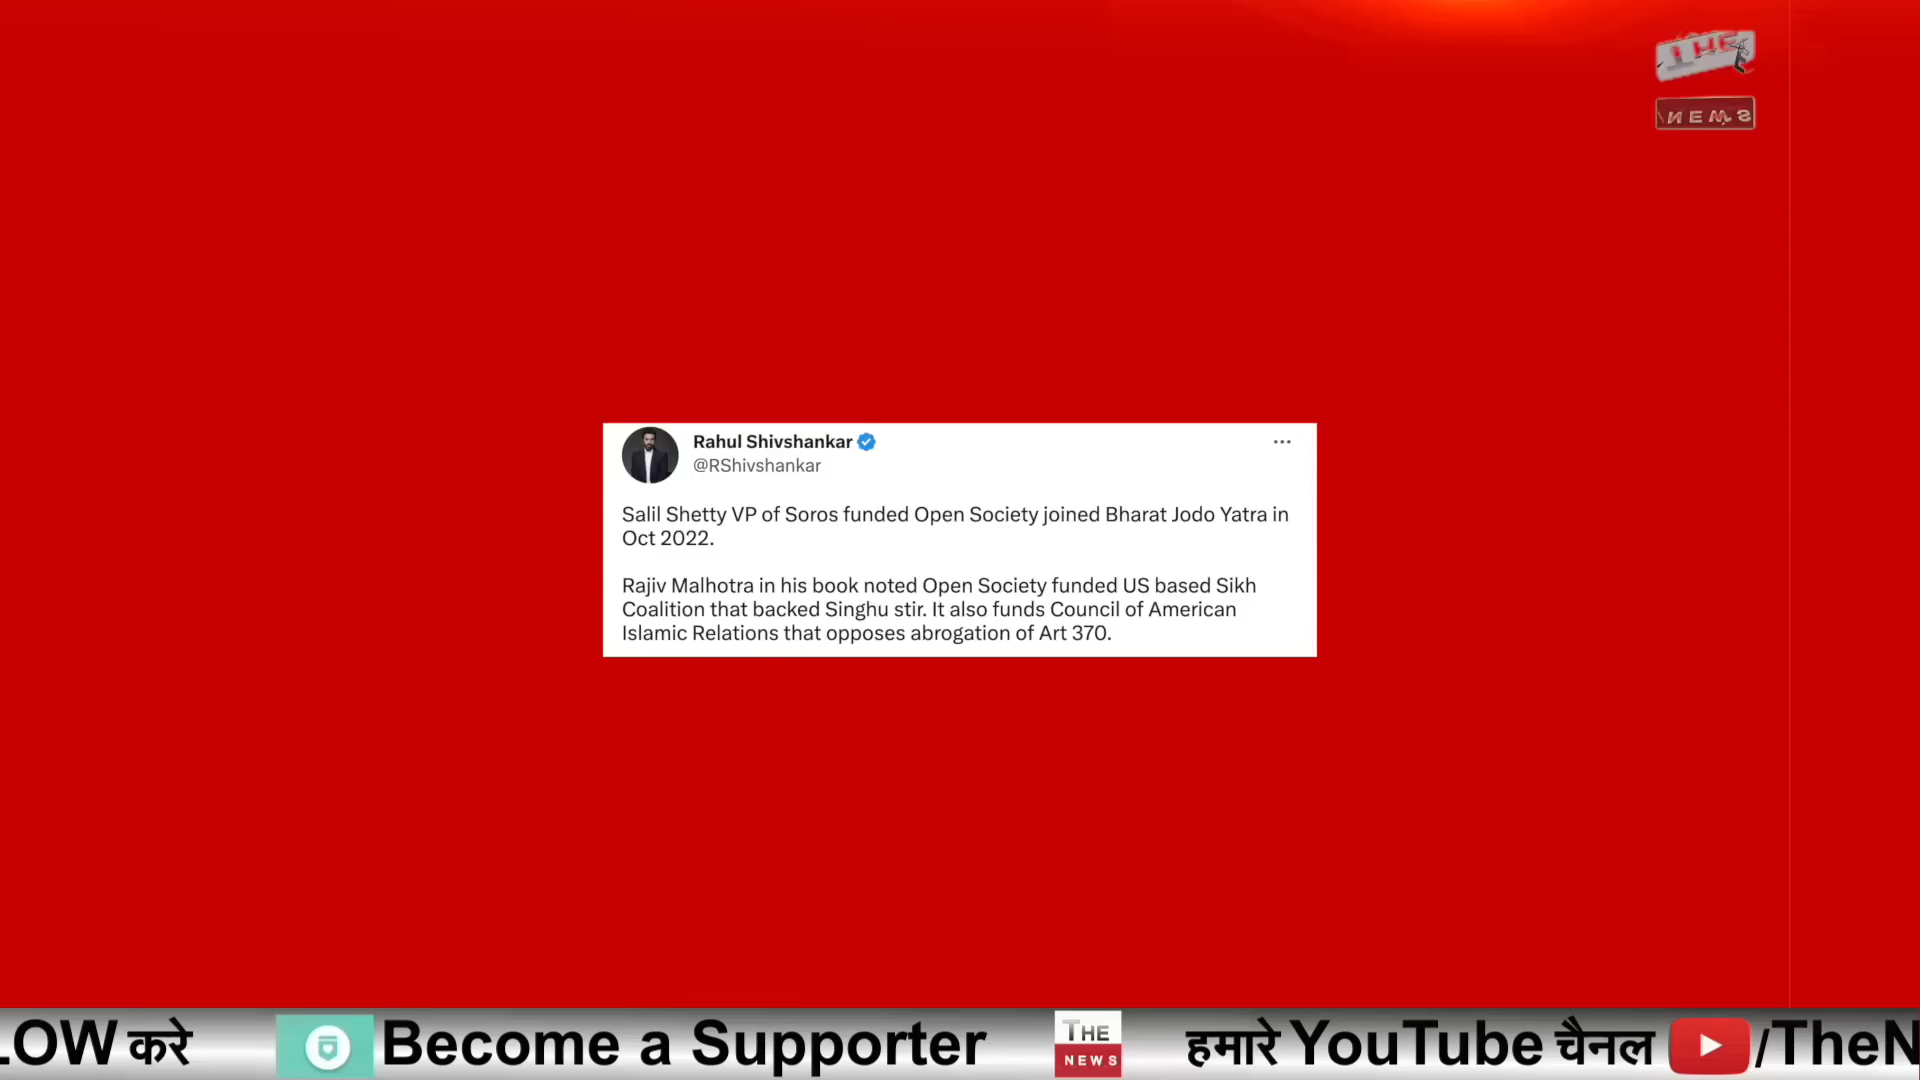 THE
NEWS
Rahul Shivshankar
@RShivshankar
Salil Shetty VP of Soros funded Open Society joined Bharat Jodo Yatra in
Oct 2022.
Rajiv Malhotra in his book noted Open Society funded US based Sikh
Coalition that backed Singhu stir. It also funds Council of American
Islamic Relations that opposes abrogation of Art 370.
LOW करे Become a Supporter THE NEWS हमारे YouTube चैनल /TheN